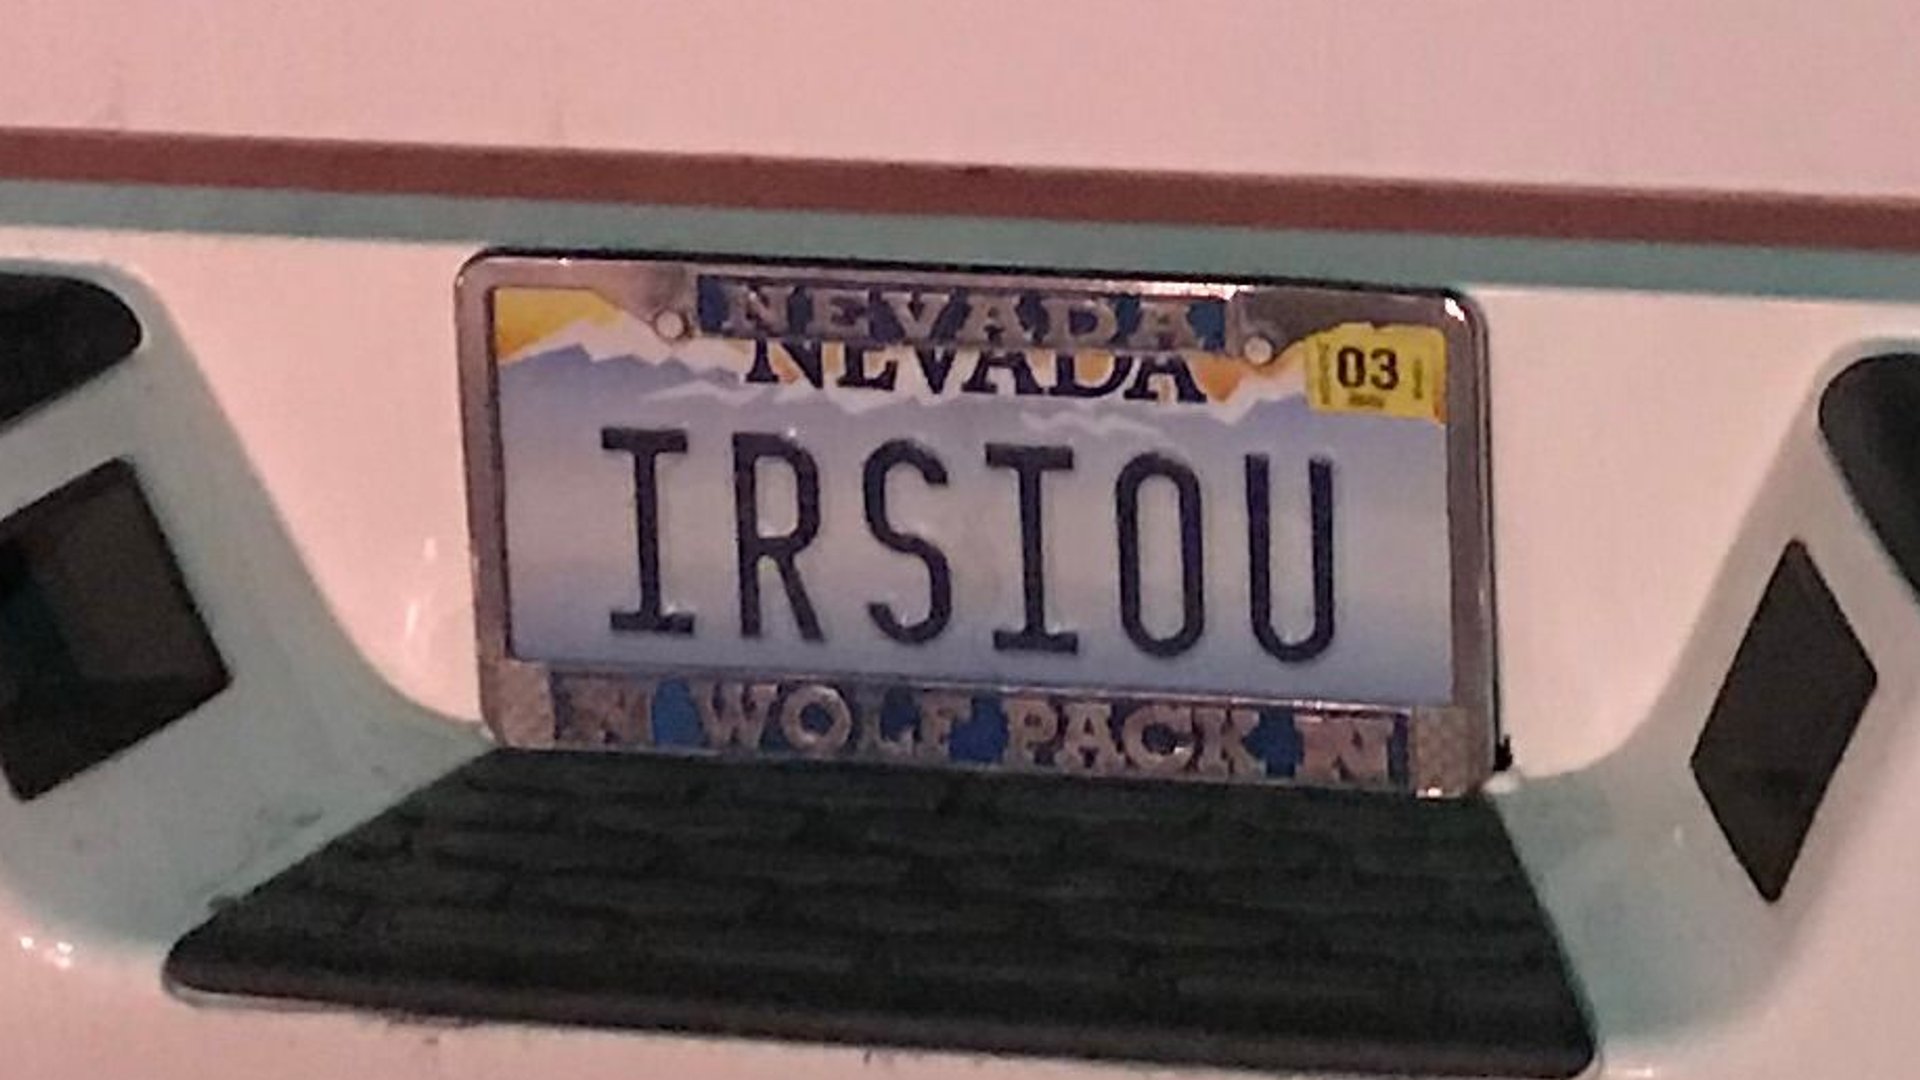 NEVADA
NEVADA
03
IRSIOU
N WOLF PACK N